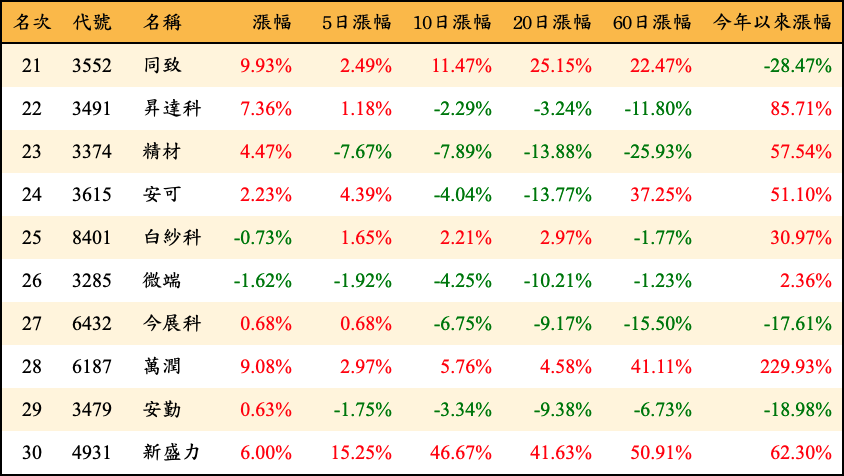 名次 代號 名稱 漲幅 5日漲幅 10日漲幅 20日漲幅 60日漲幅 今年以來漲幅
21 3552 同致 9.93% 2.49% 11.47% 25.15% 22.47% -28.47%
22 3491 昇達科 7.36% 1.18% -2.29% -3.24% -11.80% 85.71%
23 3374 精材 4.47% -7.67% -7.89% -13.88% -25.93% 57.54%
24 3615 安可 2.23% 4.39% -4.04% -13.77% 37.25% 51.10%
25 8401 白紗科 -0.73% 1.65% 2.21% 2.97% -1.77% 30.97%
26 3285 微端 -1.62% -1.92% -4.25% -10.21% -1.23% 2.36%
27 6432 今展科 0.68% 0.68% -6.75% -9.17% -15.50% -17.61%
28 6187 萬潤 9.08% 2.97% 5.76% 4.58% 41.11% 229.93%
29 3479 安勤 0.63% -1.75% -3.34% -9.38% -6.73% -18.98%
30 4931 新盛力 6.00% 15.25% 46.67% 41.63% 50.91% 62.30%